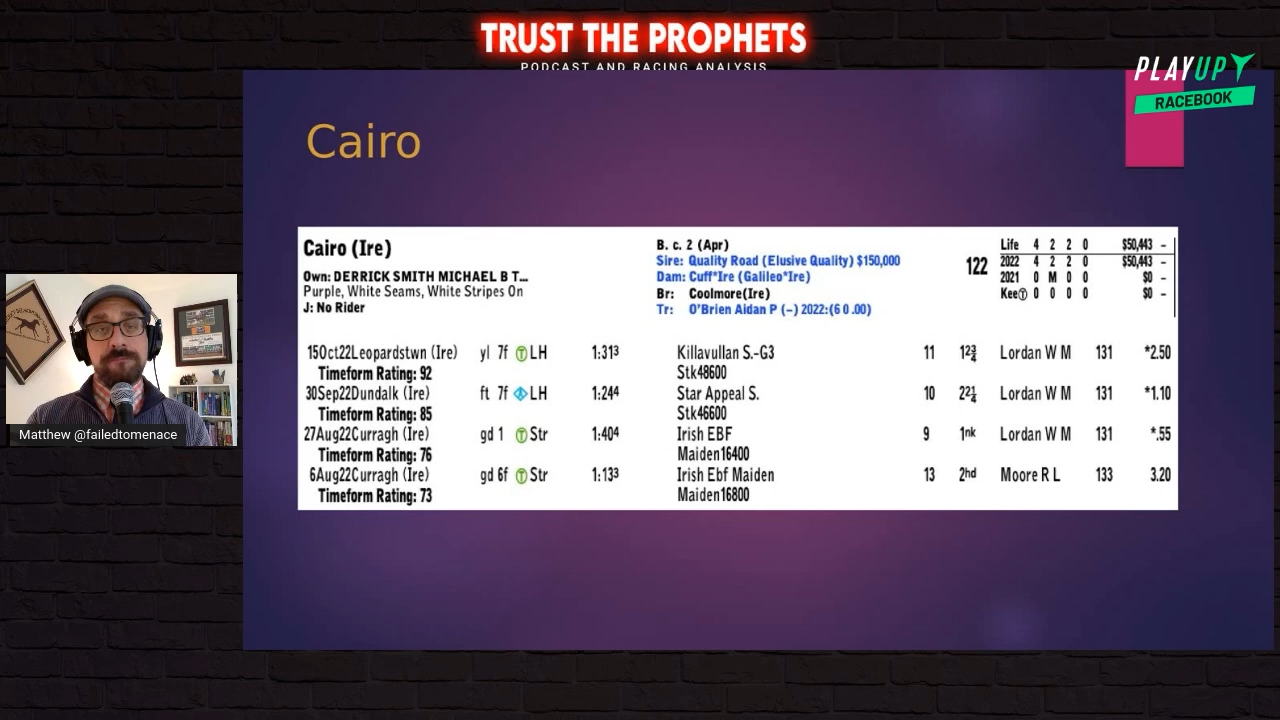 TRUST THE PROPHETS
PODCAST AND RACING ANALYSIS
PLAYUP
RACEBOOK
Cairo
Cairo (Ire)
Own: DERRICK SMITH MICHAEL B T...
Purple, White Seams, White Stripes On
J: No Rider
B. c. 2 (Apr)
Sire: Quality Road (Elusive Quality) $150,000
Dam: Cuff*Ire (Galileo*Ire)
Br: Coolmore(Ire)
Tr: O'Brien Aidan P (-) 2022:(6 0 .00)
122
Life 4 2 2 0 $50,443 -
2022 4 2 2 0 $50,443 -
2021 0 M 0 0 $0 -
KeeⓉ 0 0 0 0 $0 -
15Oct22Leopardstwn (Ire) yl 7f Ⓣ LH 1:31³ Killavullan S.-G3 11 12¾ Lordan W M 131 *2.50
Timeform Rating: 92 Stk48600
30Sep22Dundalk (Ire) ft 7f LH 1:24⁴ Star Appeal S. 10 22½ Lordan W M 131 *1.10
Timeform Rating: 85 Stk46600
27Aug22Curragh (Ire) gd 1 Ⓣ Str 1:40⁴ Irish EBF 9 1nk Lordan W M 131 *.55
Timeform Rating: 76 Maiden16400
6Aug22Curragh (Ire) gd 6f Ⓣ Str 1:13³ Irish Ebf Maiden 13 2hd Moore R L 133 3.20
Timeform Rating: 73 Maiden16800
Matthew @failedtomenace